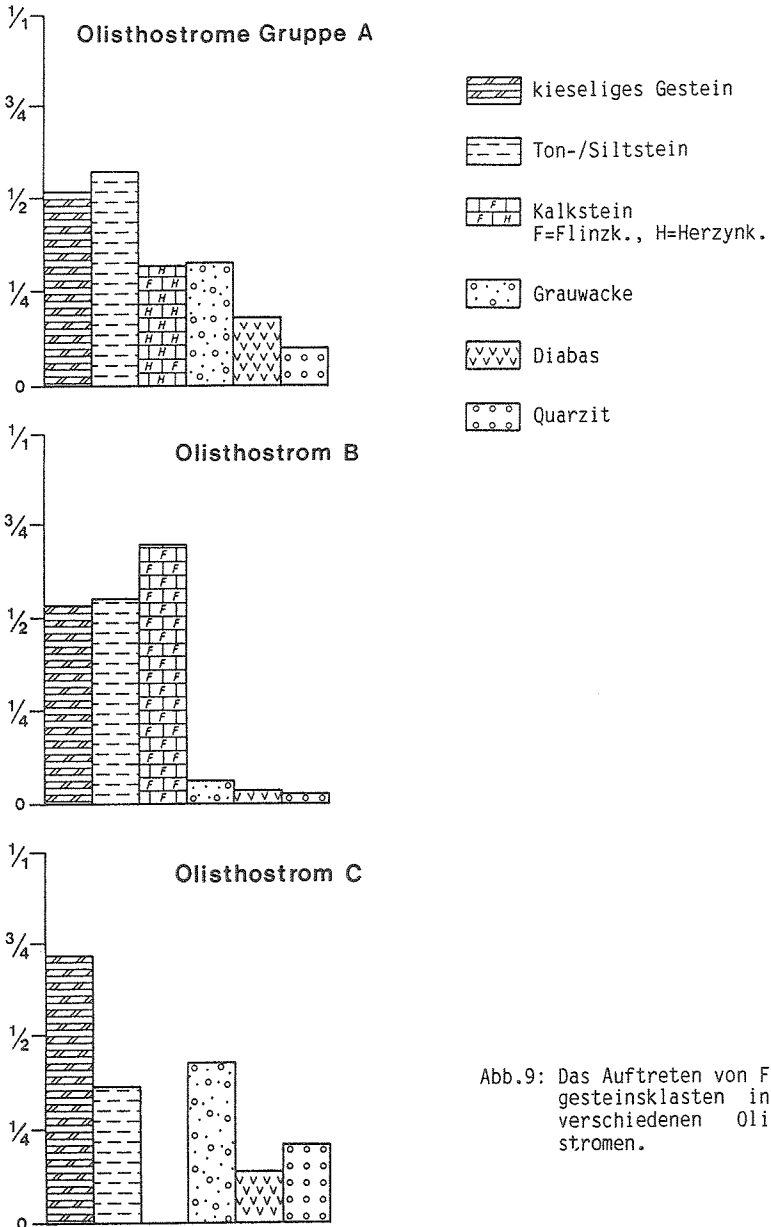 Olisthostrome Gruppe A
1/1
3/4
1/2
1/4
0
kieseliges Gestein
Ton-/Siltstein
Kalkstein
F=Flinzk., H=Herzynk.
Grauwacke
Diabas
Quarzit
Olisthostrom B
1/1
3/4
1/2
1/4
0
Olisthostrom C
1/1
3/4
1/2
1/4
0
Abb.9: Das Auftreten von F
gesteinsklasten in
verschiedenen Oli
stromen.